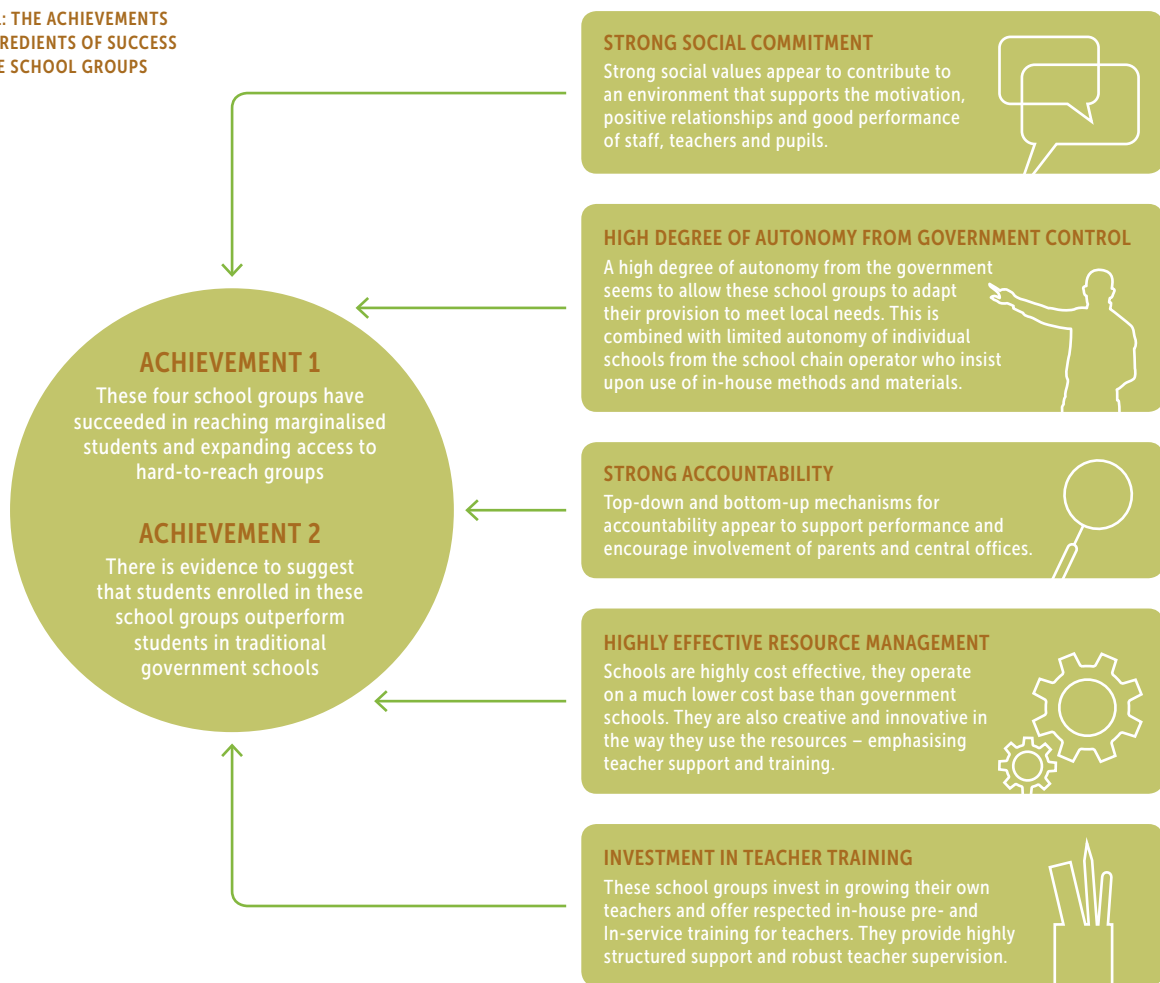 : THE ACHIEVEMENTS
REDIENTS OF SUCCESS
E SCHOOL GROUPS
STRONG SOCIAL COMMITMENT
Strong social values appear to contribute to
an environment that supports the motivation,
positive relationships and good performance
of staff, teachers and pupils.
HIGH DEGREE OF AUTONOMY FROM GOVERNMENT CONTROL
A high degree of autonomy from the government
seems to allow these school groups to adapt
their provision to meet local needs. This is
combined with limited autonomy of individual
schools from the school chain operator who insist
upon use of in-house methods and materials.
ACHIEVEMENT 1
These four school groups have
succeeded in reaching marginalised
students and expanding access to
hard-to-reach groups
ACHIEVEMENT 2
There is evidence to suggest
that students enrolled in these
school groups outperform
students in traditional
government schools
STRONG ACCOUNTABILITY
Top-down and bottom-up mechanisms for
accountability appear to support performance and
encourage involvement of parents and central offices.
HIGHLY EFFECTIVE RESOURCE MANAGEMENT
Schools are highly cost effective, they operate
on a much lower cost base than government
schools. They are also creative and innovative in
the way they use the resources – emphasising
teacher support and training.
INVESTMENT IN TEACHER TRAINING
These school groups invest in growing their own
teachers and offer respected in-house pre- and
In-service training for teachers. They provide highly
structured support and robust teacher supervision.